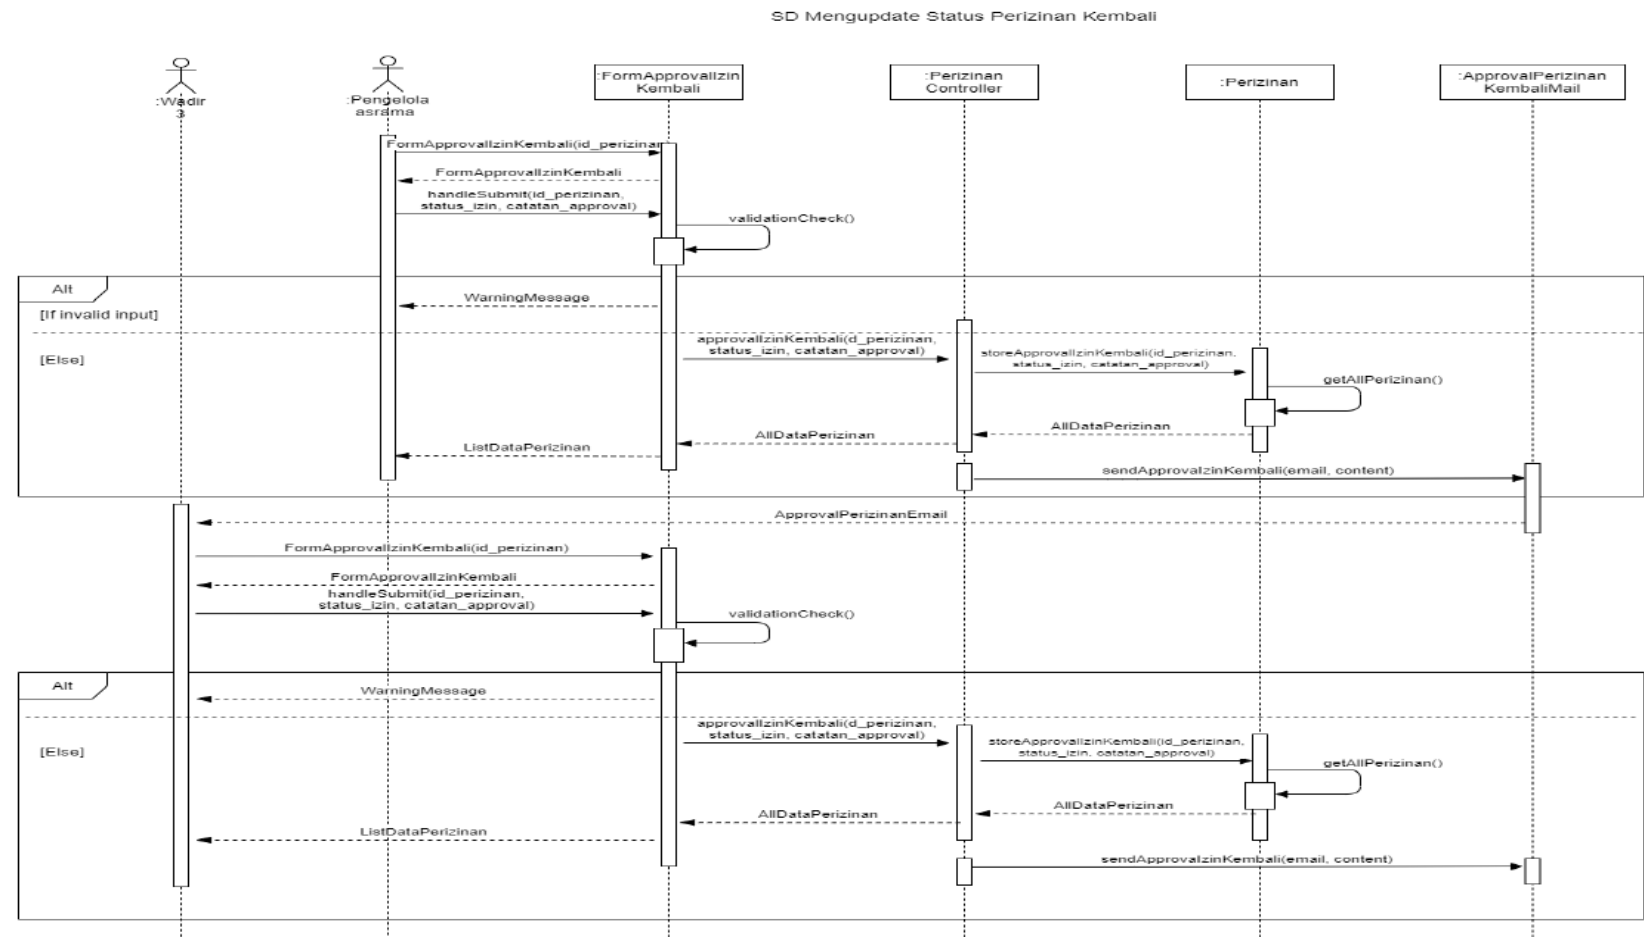 SD Mengupdate Status Perizinan Kembali
:Wadir
3
:Pengelola
asrama
:FormApprovalIzin
Kembali
:Perizinan
Controller
:Perizinan
:ApprovalPerizinan
KembaliMail
FormApprovalIzinKembali(id_perizinan)
FormApprovalIzinKembali
handleSubmit(id_perizinan,
status_izin, catatan_approval)
validationCheck()
Alt
[If invalid input]
WarningMessage
[Else]
approvalIzinKembali(d_perizinan,
status_izin, catatan_approval)
storeApprovalIzinKembali(id_perizinan,
status_izin, catatan_approval)
getAllPerizinan()
AllDataPerizinan
AllDataPerizinan
ListDataPerizinan
sendApprovalzinKembali(email, content)
ApprovalPerizinanEmail
FormApprovalIzinKembali(id_perizinan)
FormApprovalIzinKembali
handleSubmit(id_perizinan,
status_izin, catatan_approval)
validationCheck()
Alt
WarningMessage
[Else]
approvalIzinKembali(d_perizinan,
status_izin, catatan_approval)
storeApprovalIzinKembali(id_perizinan,
status_izin, catatan_approval)
getAllPerizinan()
AllDataPerizinan
AllDataPerizinan
ListDataPerizinan
sendApprovalzinKembali(email, content)